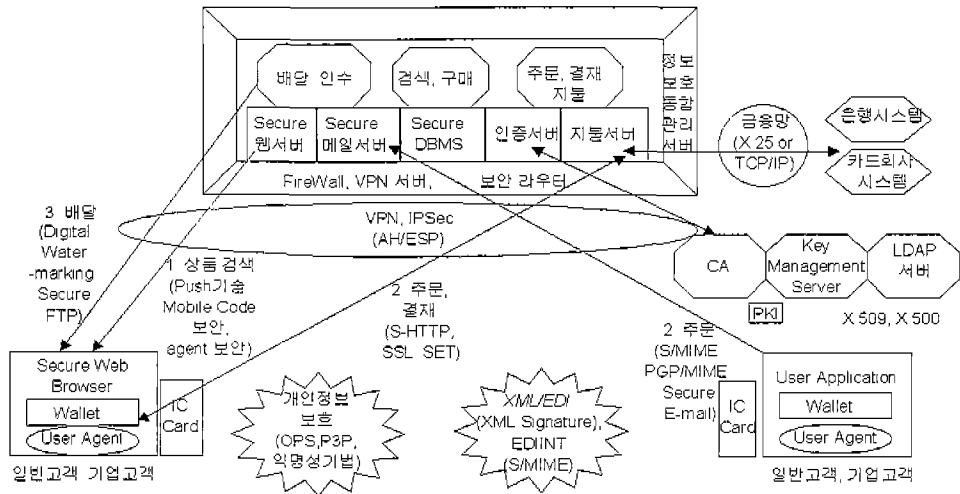 배달 인수
검색, 구매
주문, 결재
지불
정보
보호
통합
관리
서버
Secure
웹서버
Secure
메일서버
Secure
DBMS
인증서버
지불서버
FireWall, VPN 서버, 보안 라우터
금융망
(X 25 or
TCP/IP)
은행시스템
카드회사
시스템
VPN, IPSec
(AH/ESP)
3 배달
(Digital
Water
-marking
Secure
FTP)
1 상품 검색
(Push기술
Mobile Code
보안,
agent 보안)
2 주문,
결재
(S-HTTP,
SSL SET)
CA
Key
Management
Server
LDAP
서버
PKI
X 509, X 500
2 주문
(S/MIME
PGP/MIME
Secure
E-mail)
Secure Web
Browser
Wallet
User Agent
IC
Card
일반고객 기업고객
개인정보
보호
(OPS,P3P,
익명성기법)
XML/EDI
(XML Signature),
EDIINT
(S/MIME)
IC
Card
User Application
Wallet
User Agent
일반고객, 기업고객